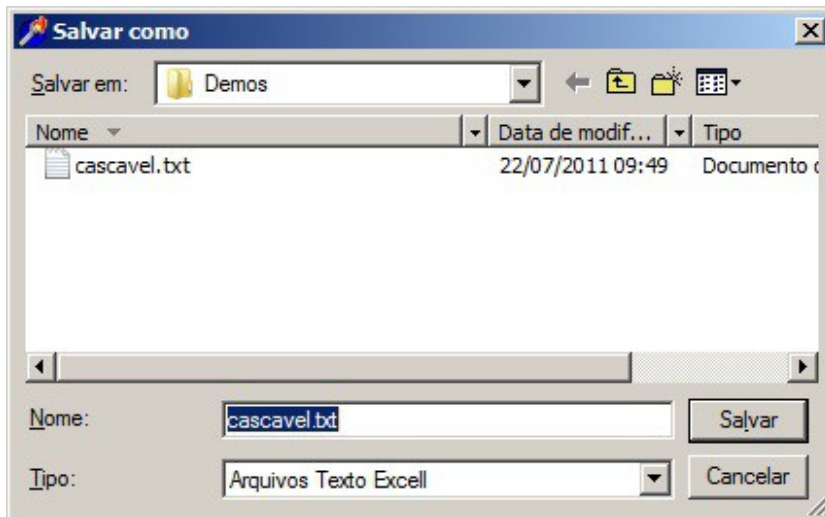 Salvar como
Salvar em: Demos
Nome Data de modif... Tipo
cascavel.txt 22/07/2011 09:49 Documento d
Nome: cascavel.txt Salvar
Tipo: Arquivos Texto Excell Cancelar